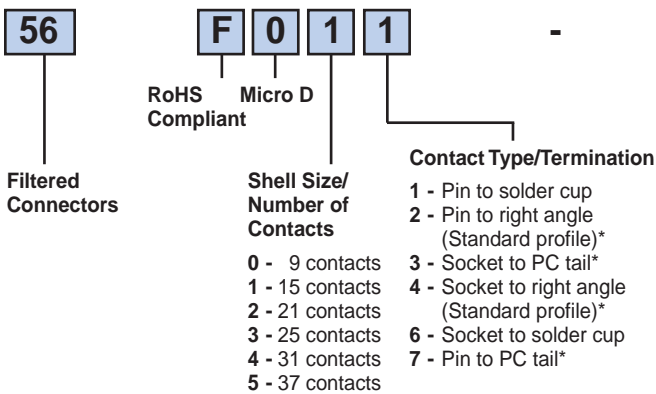 56 F 0 1 1 -
RoHS Compliant
Micro D
Filtered
Connectors
Shell Size/
Number of
Contacts
0 - 9 contacts
1 - 15 contacts
2 - 21 contacts
3 - 25 contacts
4 - 31 contacts
5 - 37 contacts
Contact Type/Termination
1 - Pin to solder cup
2 - Pin to right angle
(Standard profile)*
3 - Socket to PC tail*
4 - Socket to right angle
(Standard profile)*
6 - Socket to solder cup
7 - Pin to PC tail*